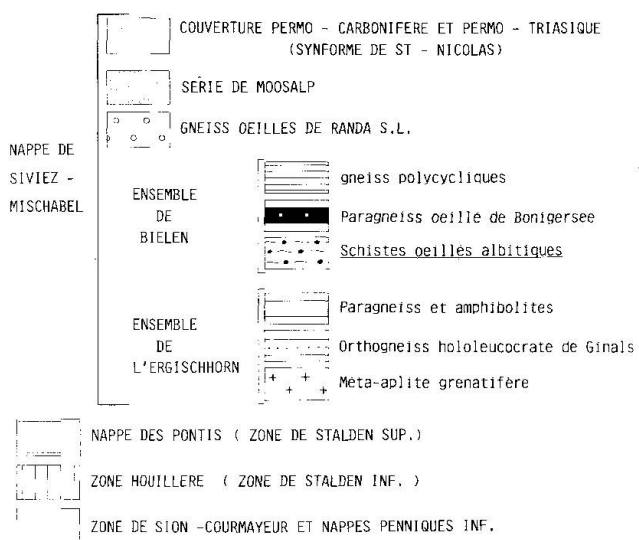 COUVERTURE PERMO - CARBONIFERE ET PERMO - TRIASIQUE
(SYNFORME DE ST - NICOLAS)
SÉRIE DE MOOSALP
GNEISS OEILLES DE RANDA S.L.
NAPPE DE
SIVIEZ -
MISCHABEL
ENSEMBLE
DE
BIELEN
gneiss polycycliques
Paragneiss oeillé de Bonigersee
Schistes oeillés albitiques
ENSEMBLE
DE
L'ERGISCHHORN
Paragneiss et amphibolites
Orthogneiss hololeucocrate de Ginals
Méta-aplite grenatifère
NAPPE DES PONTIS ( ZONE DE STALDEN SUP.)
ZONE HOUILLERE ( ZONE DE STALDEN INF. )
ZONE DE SION -COURMAYEUR ET NAPPES PENNIQUES INF.